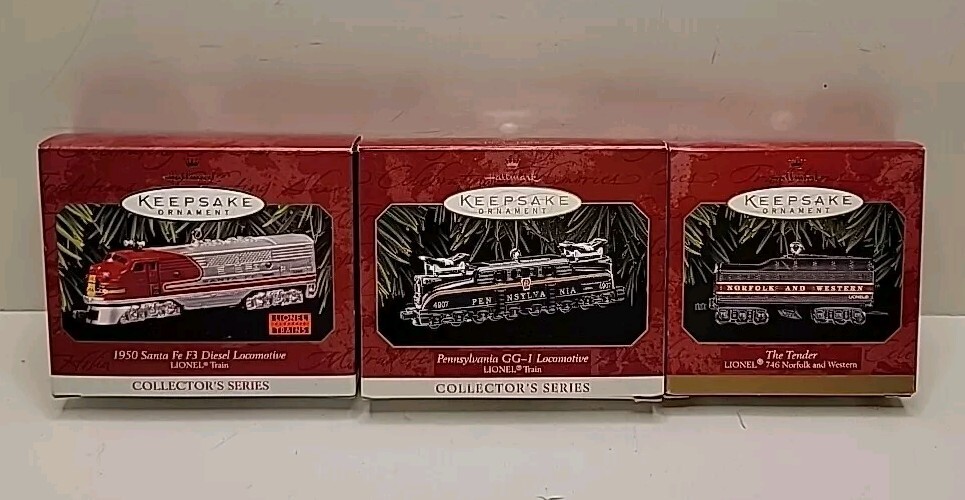 Hallmark
KEEPSAKE
ORNAMENT
LIONEL
TRAINS
1950 Santa Fe F3 Diesel Locomotive
LIONEL® Train
COLLECTOR'S SERIES
Hallmark
KEEPSAKE
ORNAMENT
4907
PENNSYLVANIA
4907
Pennsylvania GG-1 Locomotive
LIONEL® Train
COLLECTOR'S SERIES
Hallmark
KEEPSAKE
ORNAMENT
NORFOLK AND WESTERN
LIONEL
The Tender
LIONEL® 746 Norfolk and Western